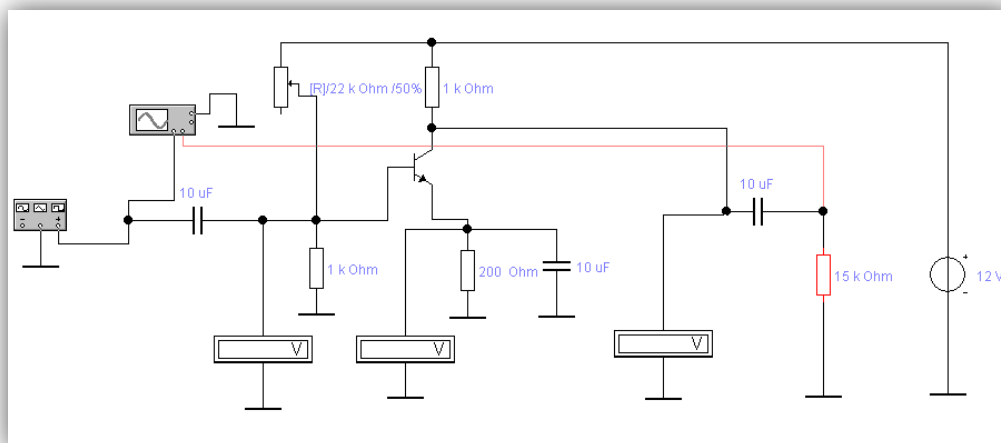 [R]/22 k Ohm /50%
1 k Ohm
10 uF
10 uF
- +
1 k Ohm
200 Ohm
10 uF
15 k Ohm
+
12 V
-
V
V
V